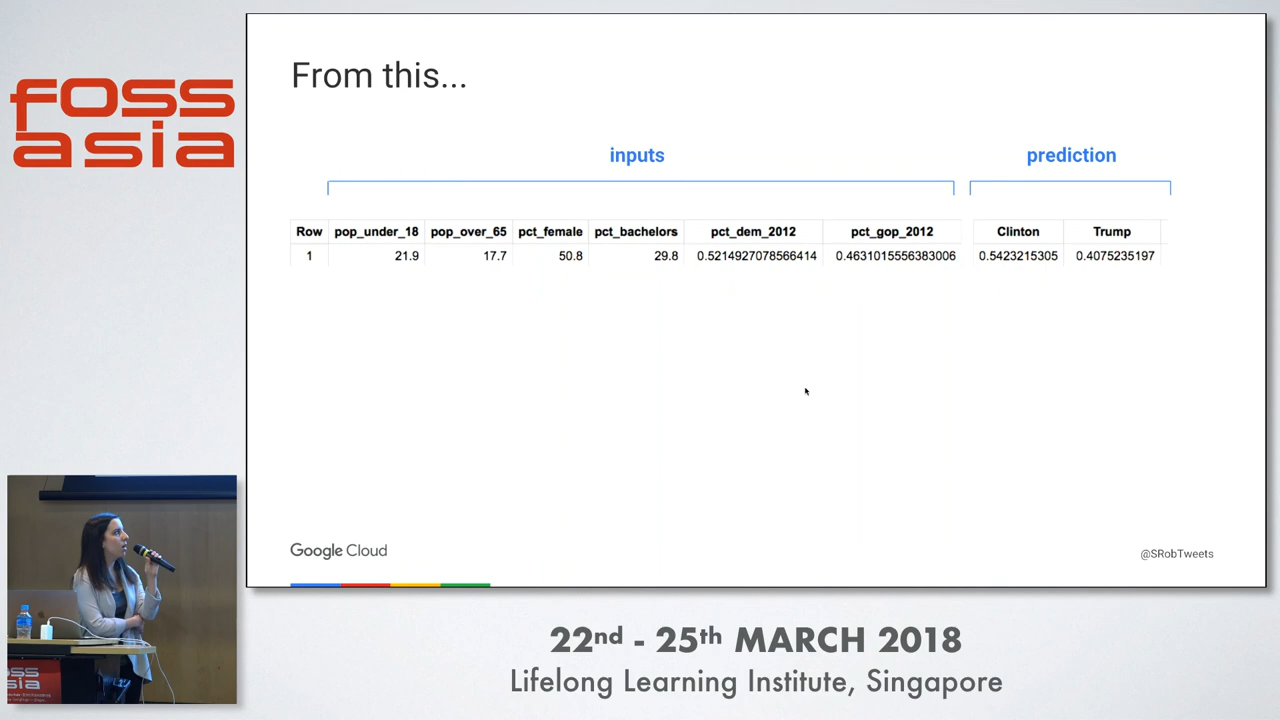 foss
asia
From this...
inputs prediction
Row pop_under_18 pop_over_65 pct_female pct_bachelors pct_dem_2012 pct_gop_2012 Clinton Trump
1 21.9 17.7 50.8 29.8 0.5214927078566414 0.4631015556383006 0.5423215305 0.4075235197
Google Cloud
@SRobTweets
22nd - 25th MARCH 2018
Lifelong Learning Institute, Singapore